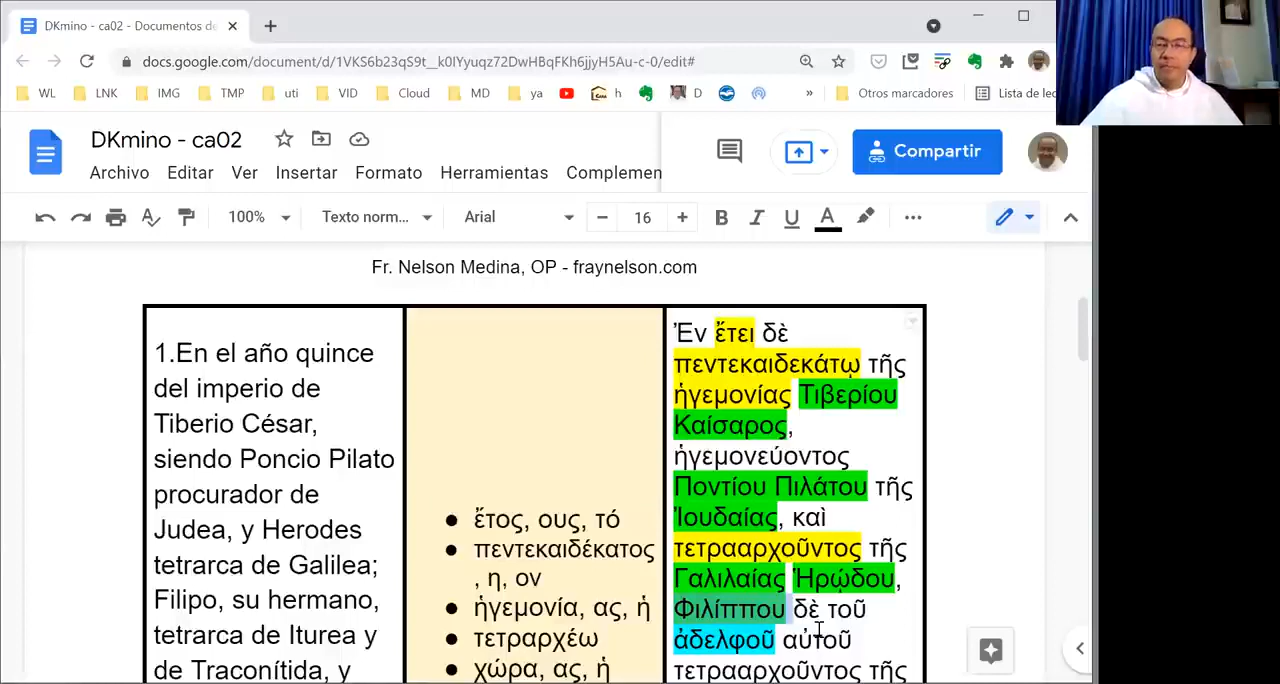 DKmino - ca02 - Documentos de
docs.google.com/document/d/1VKS6b23qS9t__k0IYyuqz72DwHBqFKh6jjyH5Au-c-0/edit#
WL LNK IMG TMP uti VID Cloud MD ya h D » Otros marcadores Lista de lec
DKmino - ca02
Compartir
Archivo Editar Ver Insertar Formato Herramientas Complemen
100% Texto norm... Arial 16 B I U A
Fr. Nelson Medina, OP - fraynelson.com
1.En el año quince
del imperio de
Tiberio César,
siendo Poncio Pilato
procurador de
Judea, y Herodes
tetrarca de Galilea;
Filipo, su hermano,
tetrarca de Iturea y
de Traconítida, y
● ἔτος, ους, τό
● πεντεκαιδέκατος
, η, ον
● ἡγεμονία, ας, ἡ
● τετραρχέω
● χώρα, ας, ἡ
Ἐν ἔτει δὲ
πεντεκαιδεκάτῳ τῆς
ἡγεμονίας Τιβερίου
Καίσαρος,
ἡγεμονεύοντος
Ποντίου Πιλάτου τῆς
Ἰουδαίας, καὶ
τετρααρχοῦντος τῆς
Γαλιλαίας Ἡρῴδου,
Φιλίππου δὲ τοῦ
ἀδελφοῦ αὐτοῦ
τετρααρχοῦντος τῆς